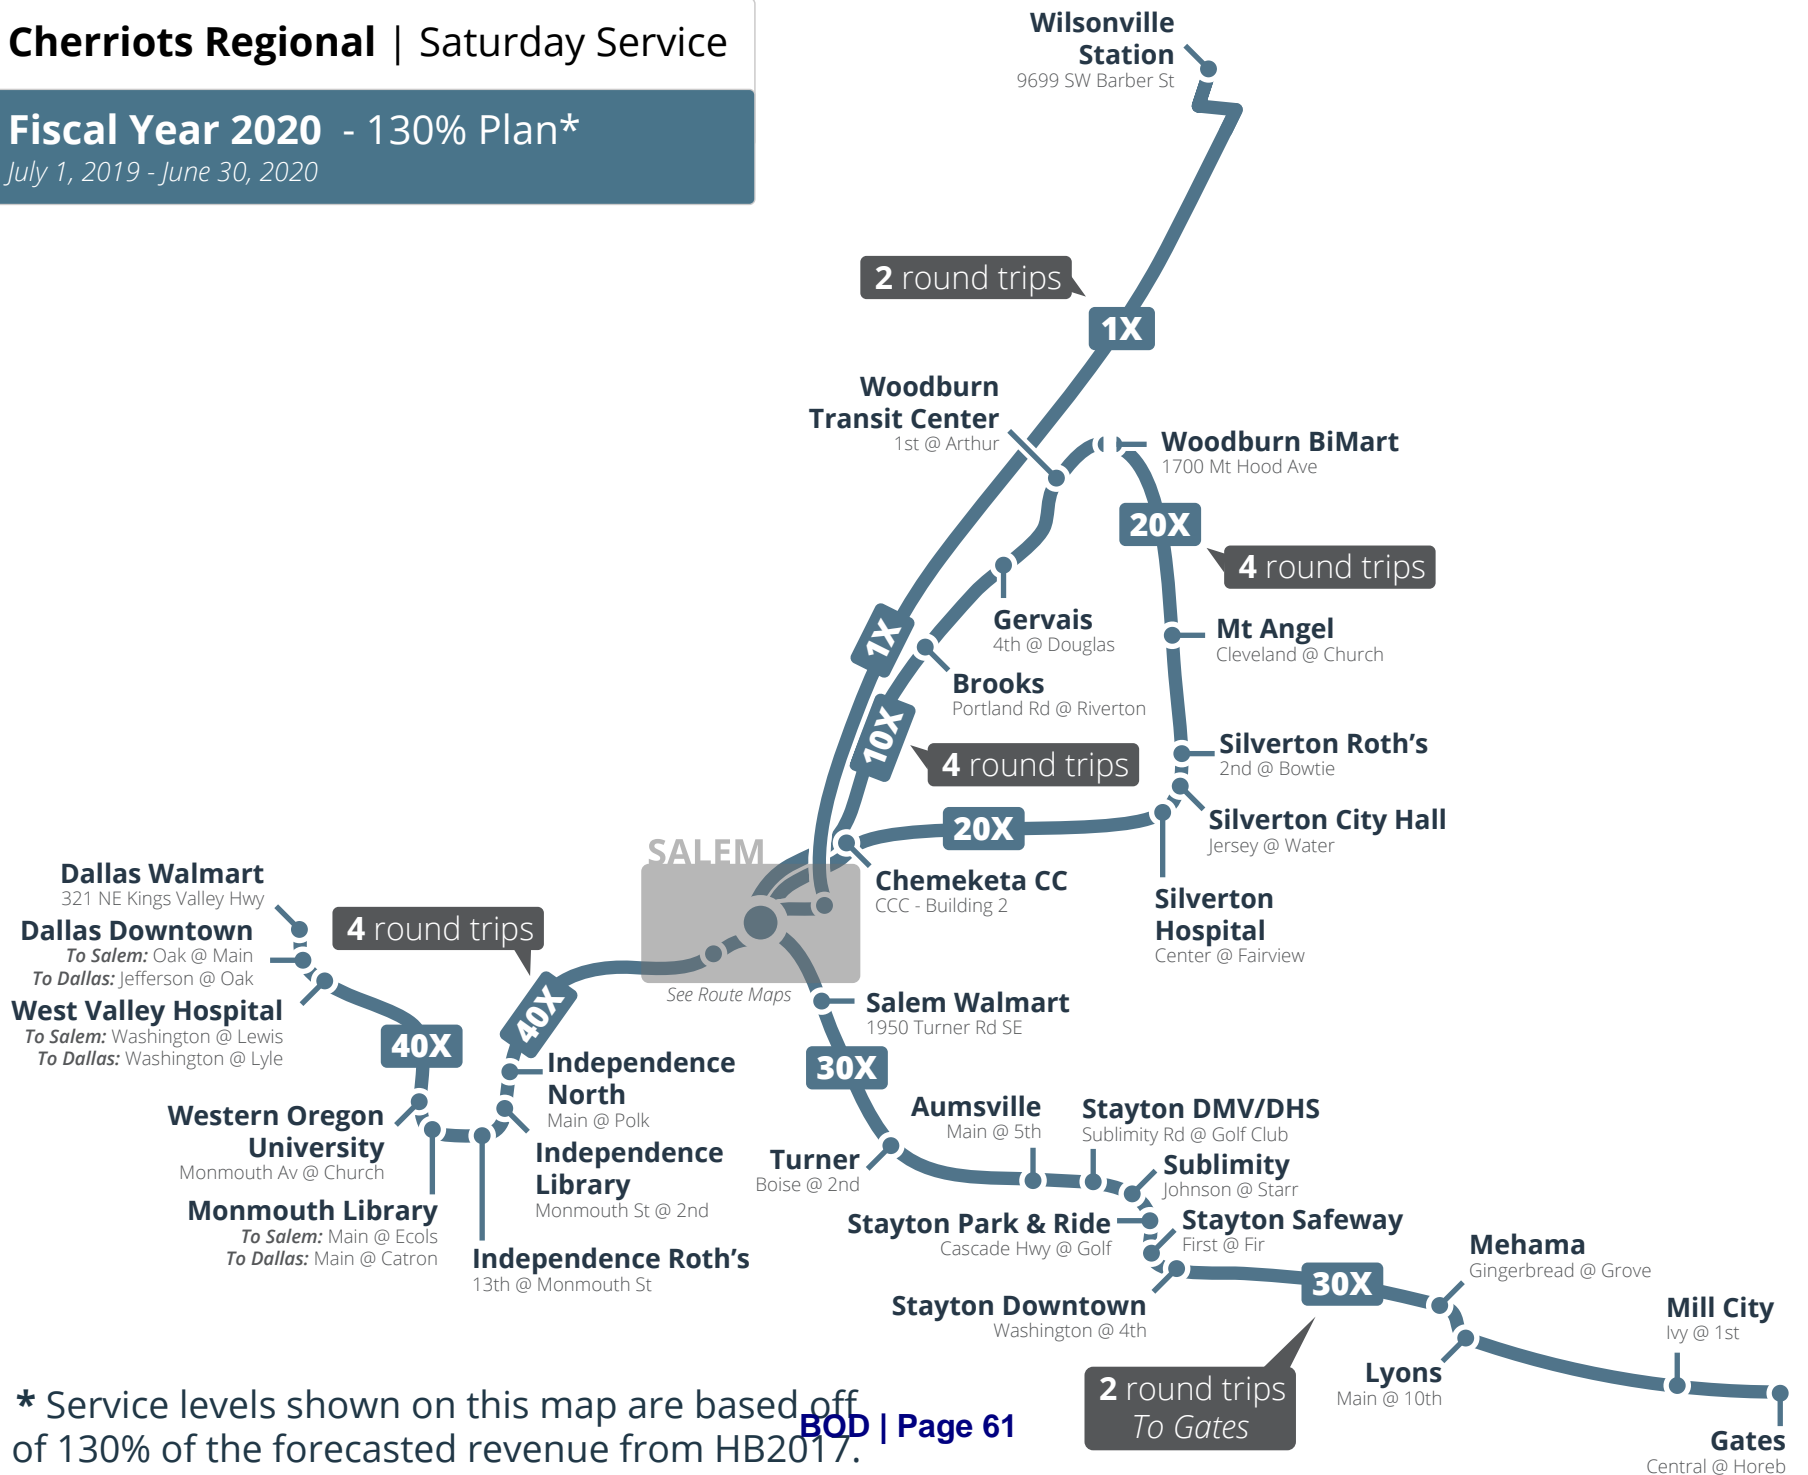 Cherriots Regional | Saturday Service
Fiscal Year 2020 - 130% Plan*
July 1, 2019 - June 30, 2020
Wilsonville
Station
9699 SW Barber St
2 round trips
1X
Woodburn
Transit Center
1st @ Arthur
Woodburn BiMart
1700 Mt Hood Ave
20X
4 round trips
Gervais
4th @ Douglas
Mt Angel
Cleveland @ Church
1X
Brooks
Portland Rd @ Riverton
10X
4 round trips
Silverton Roth's
2nd @ Bowtie
20X
Silverton City Hall
Jersey @ Water
SALEM
Chemeketa CC
CCC - Building 2
Silverton
Hospital
Center @ Fairview
See Route Maps
Dallas Walmart
321 NE Kings Valley Hwy
Dallas Downtown
To Salem: Oak @ Main
To Dallas: Jefferson @ Oak
West Valley Hospital
To Salem: Washington @ Lewis
To Dallas: Washington @ Lyle
4 round trips
40X
40X
Independence
North
Main @ Polk
Western Oregon
University
Monmouth Av @ Church
Independence
Library
Monmouth St @ 2nd
Monmouth Library
To Salem: Main @ Ecols
To Dallas: Main @ Catron
Independence Roth's
13th @ Monmouth St
Salem Walmart
1950 Turner Rd SE
30X
Turner
Boise @ 2nd
Aumsville
Main @ 5th
Stayton DMV/DHS
Sublimity Rd @ Golf Club
Sublimity
Johnson @ Starr
Stayton Park & Ride
Cascade Hwy @ Golf
Stayton Safeway
First @ Fir
Stayton Downtown
Washington @ 4th
30X
Mehama
Gingerbread @ Grove
Lyons
Main @ 10th
Mill City
Ivy @ 1st
2 round trips
To Gates
Gates
Central @ Horeb
* Service levels shown on this map are based off
of 130% of the forecasted revenue from HB2017.
BOD | Page 61